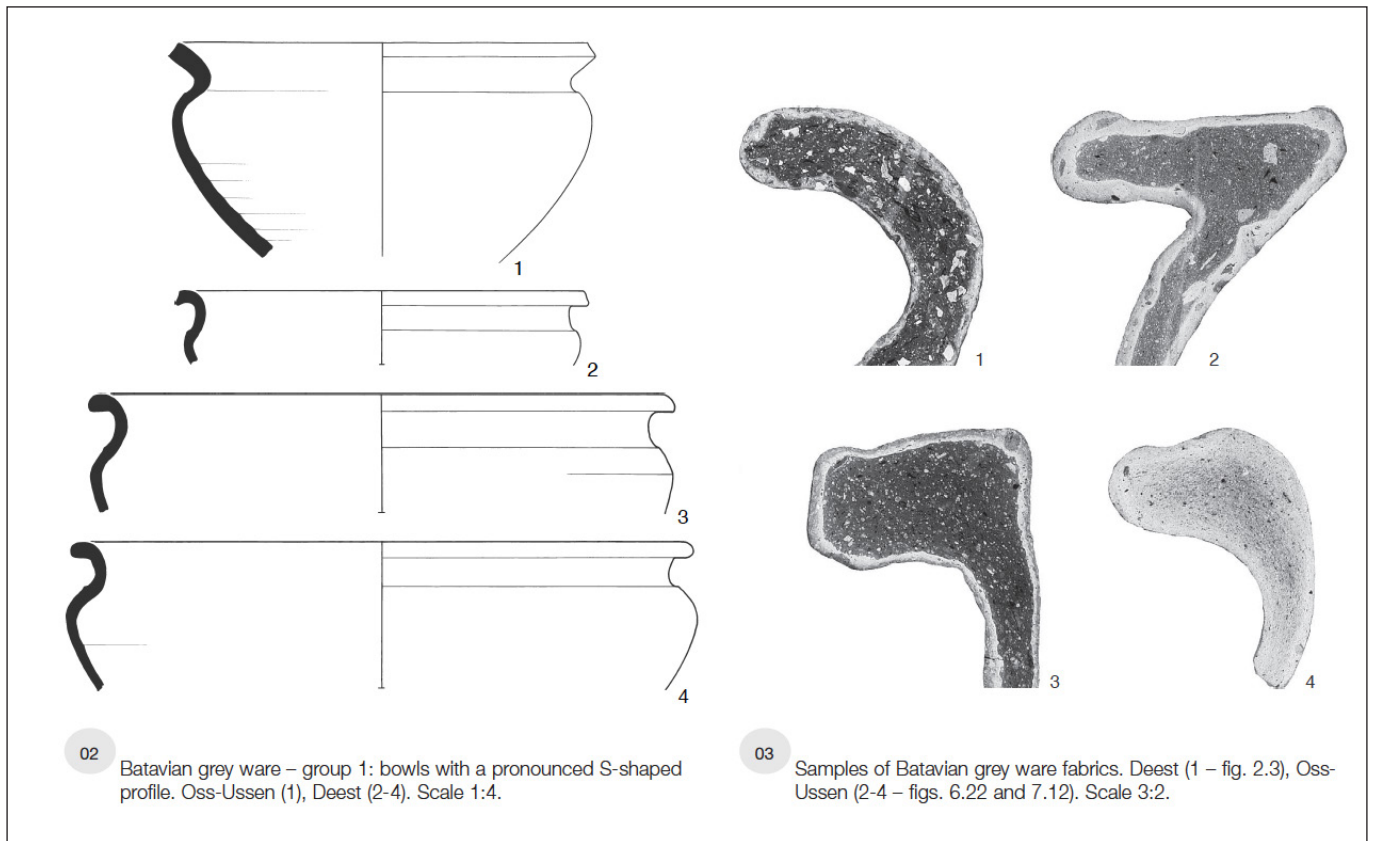 1
2
3
4
02
Batavian grey ware – group 1: bowls with a pronounced S-shaped
profile. Oss-Ussen (1), Deest (2-4). Scale 1:4.
1
2
3
4
03
Samples of Batavian grey ware fabrics. Deest (1 – fig. 2.3), Oss-
Ussen (2-4 – figs. 6.22 and 7.12). Scale 3:2.